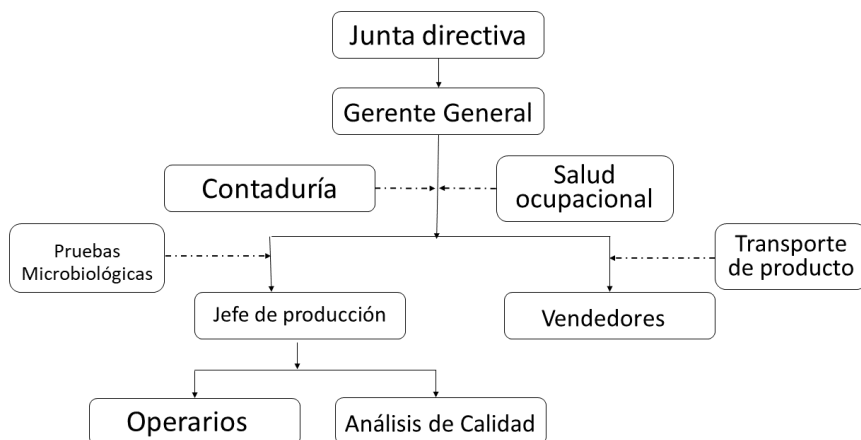 Junta directiva
Gerente General
Contaduría
Salud
ocupacional
Pruebas
Microbiológicas
Transporte
de producto
Jefe de producción
Vendedores
Operarios
Análisis de Calidad